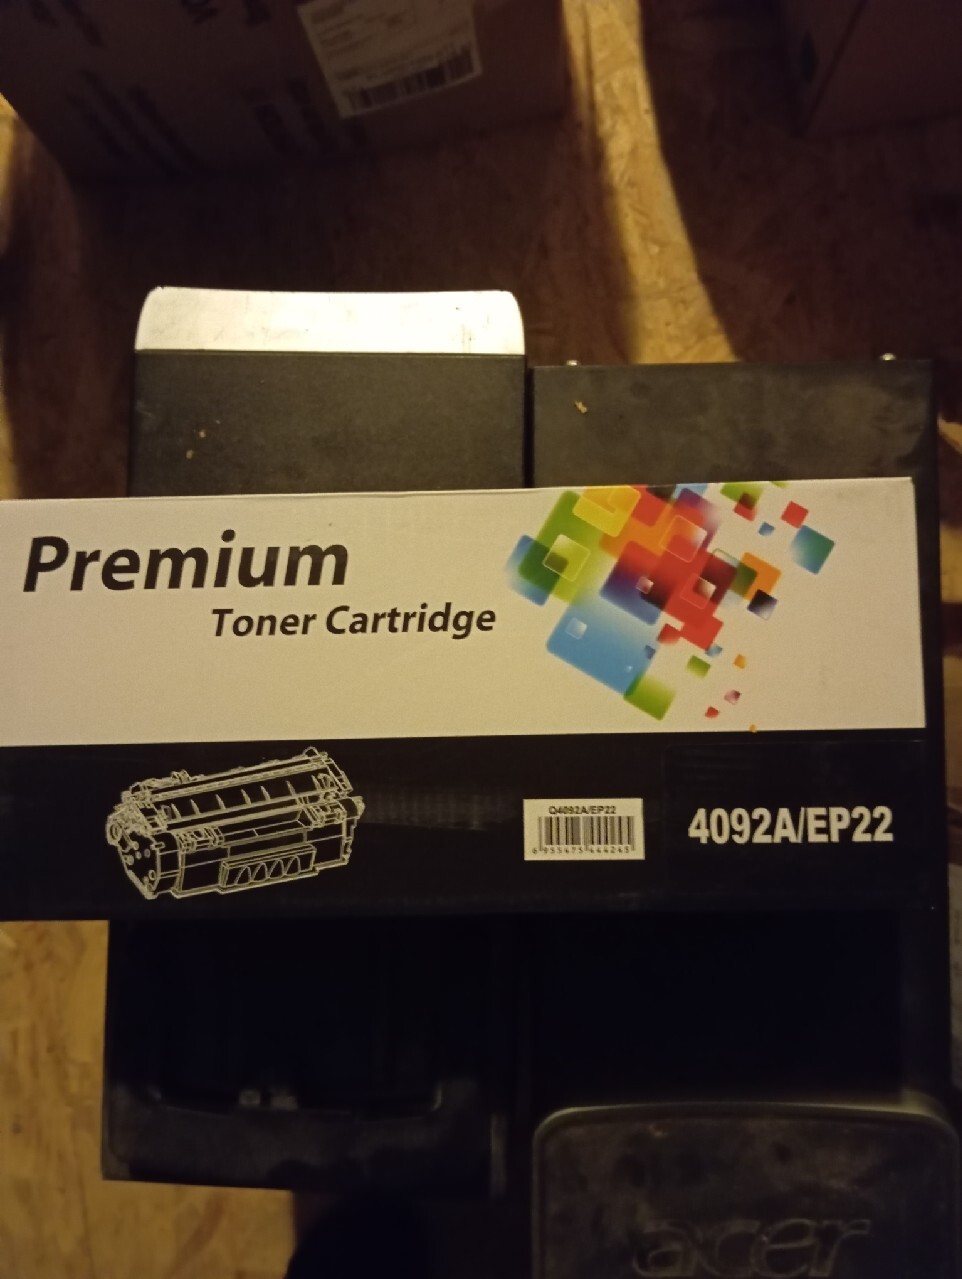 Premium
Toner Cartridge
Q4092A/EP22
4092A/EP22
acer